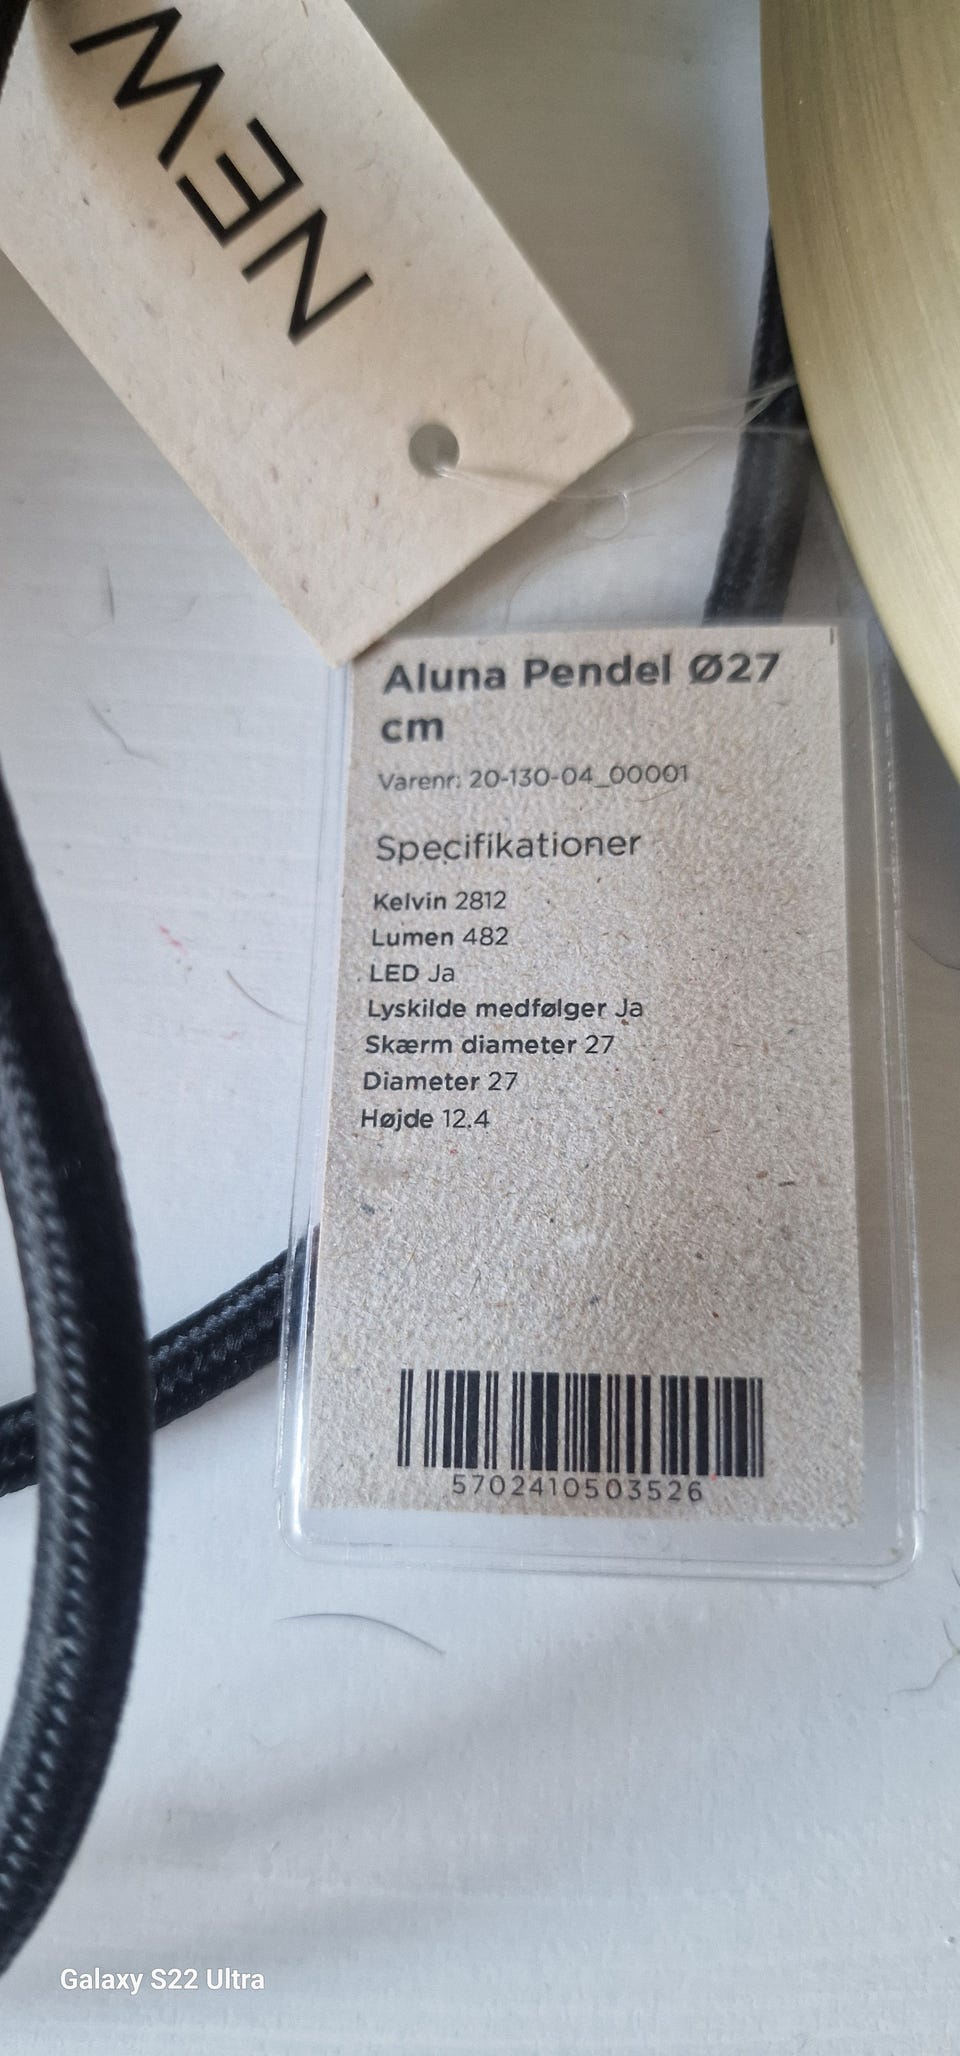 NEW
Aluna Pendel Ø27
cm
Varenr: 20-130-04_00001
Specifikationer
Kelvin 2812
Lumen 482
LED Ja
Lyskilde medfølger Ja
Skærm diameter 27
Diameter 27
Højde 12.4
5702410503526
Galaxy S22 Ultra